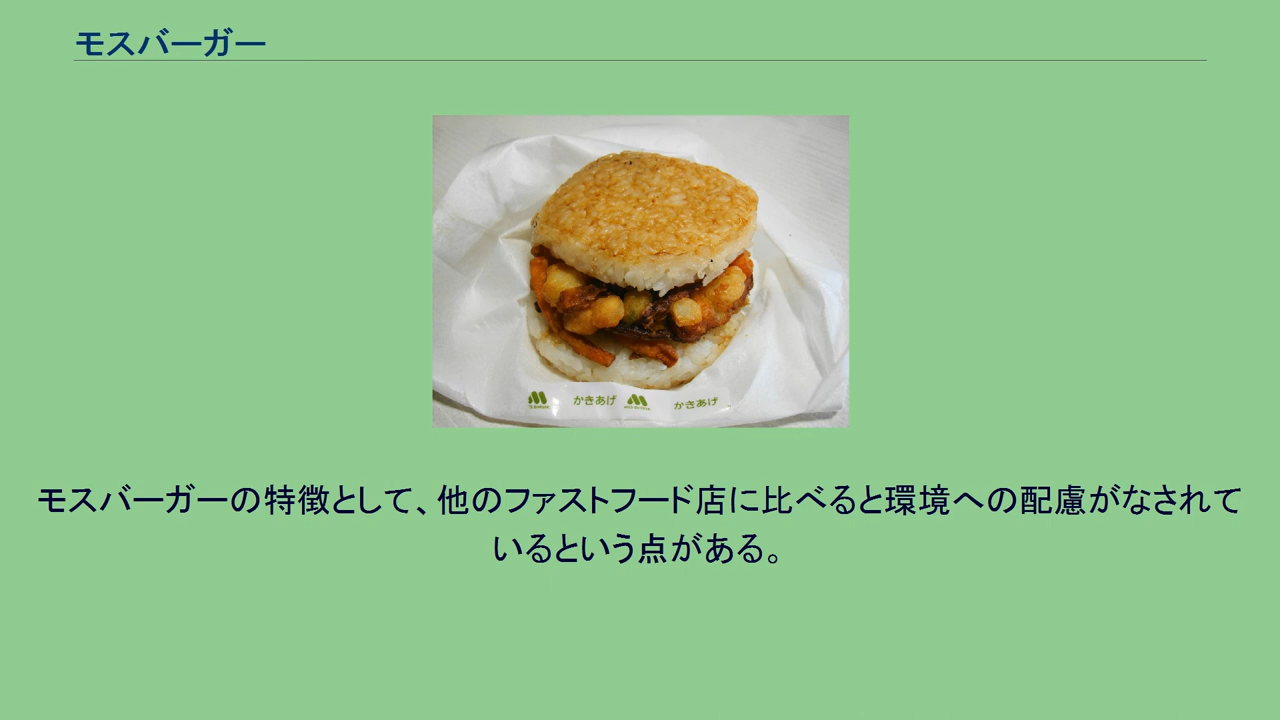 モスバーガー
かきあげ かきあげ
モスバーガーの特徴として、他のファストフード店に比べると環境への配慮がなされて
いるという点がある。